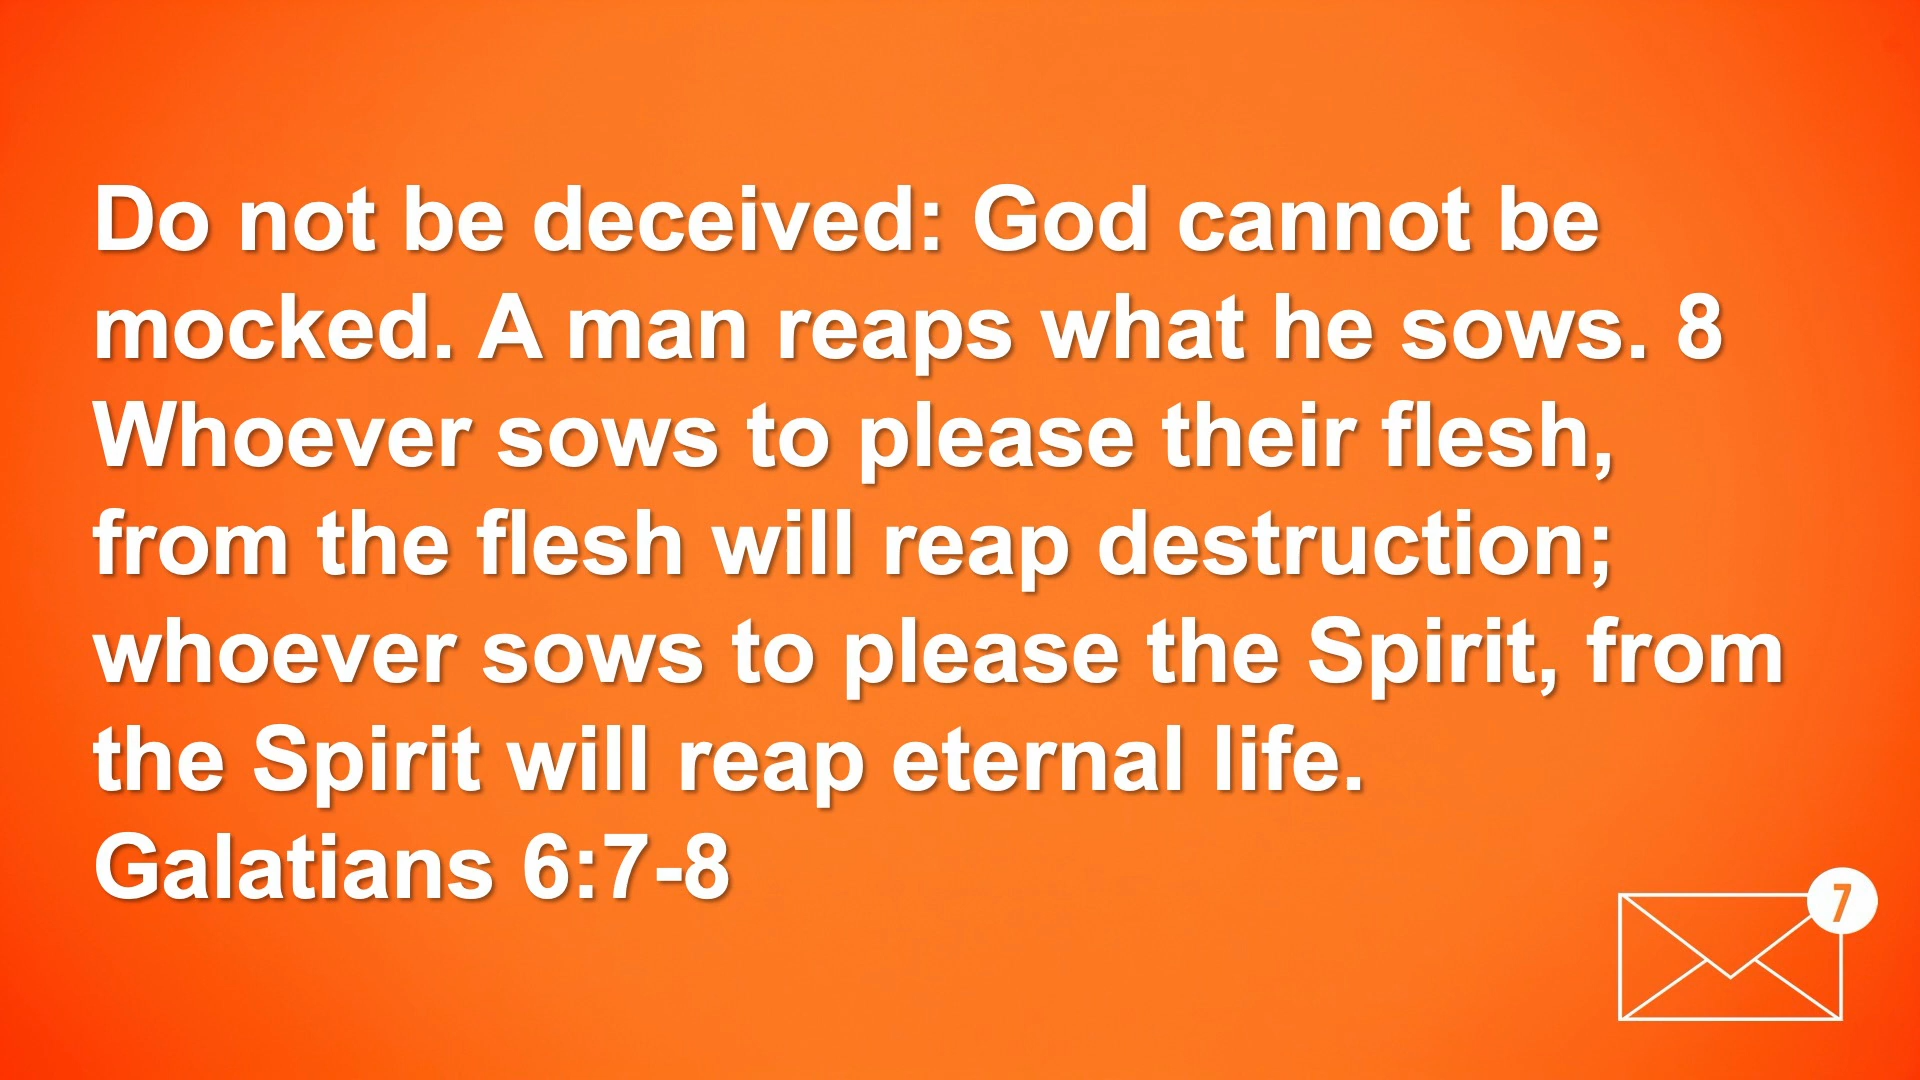 Do not be deceived: God cannot be
mocked. A man reaps what he sows. 8
Whoever sows to please their flesh,
from the flesh will reap destruction;
whoever sows to please the Spirit, from
the Spirit will reap eternal life.
Galatians 6:7-8
7